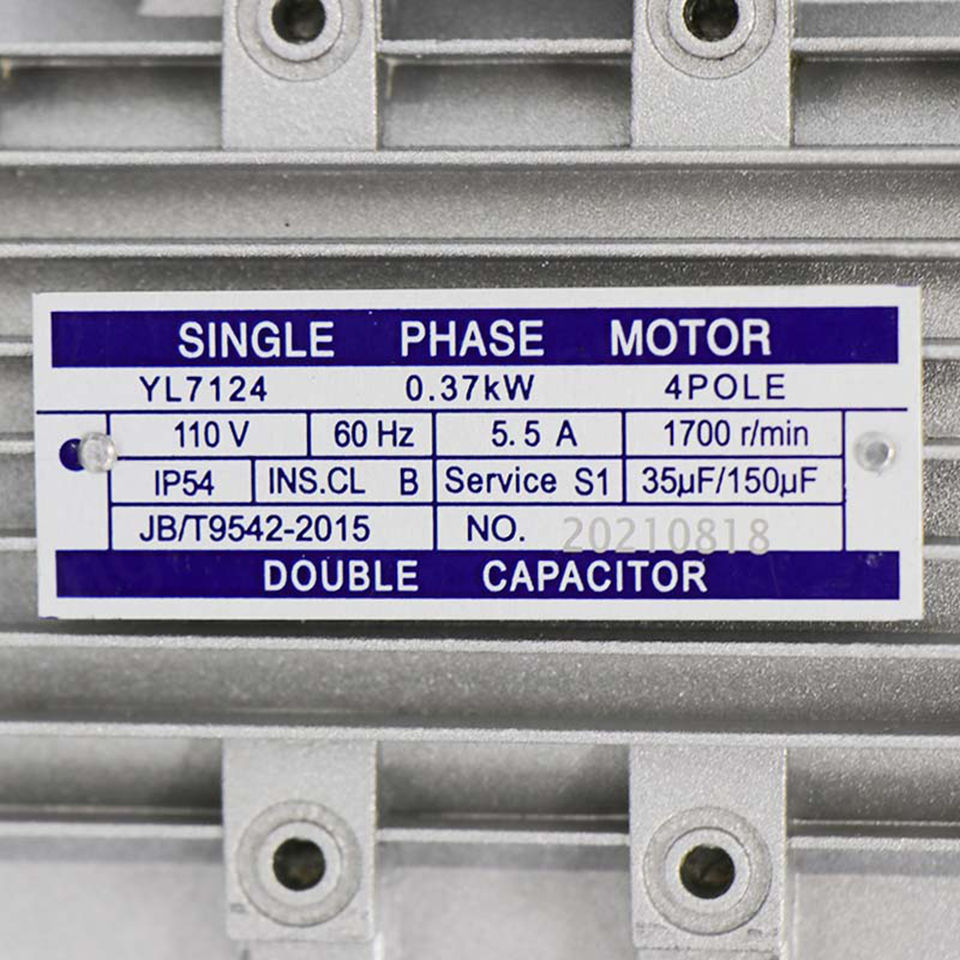 SINGLE PHASE MOTOR
YL7124 0.37kW 4POLE
110 V 60 Hz 5.5 A 1700 r/min
IP54 INS.CL B Service S1 35µF/150µF
JB/T9542-2015 NO. 20210818
DOUBLE CAPACITOR